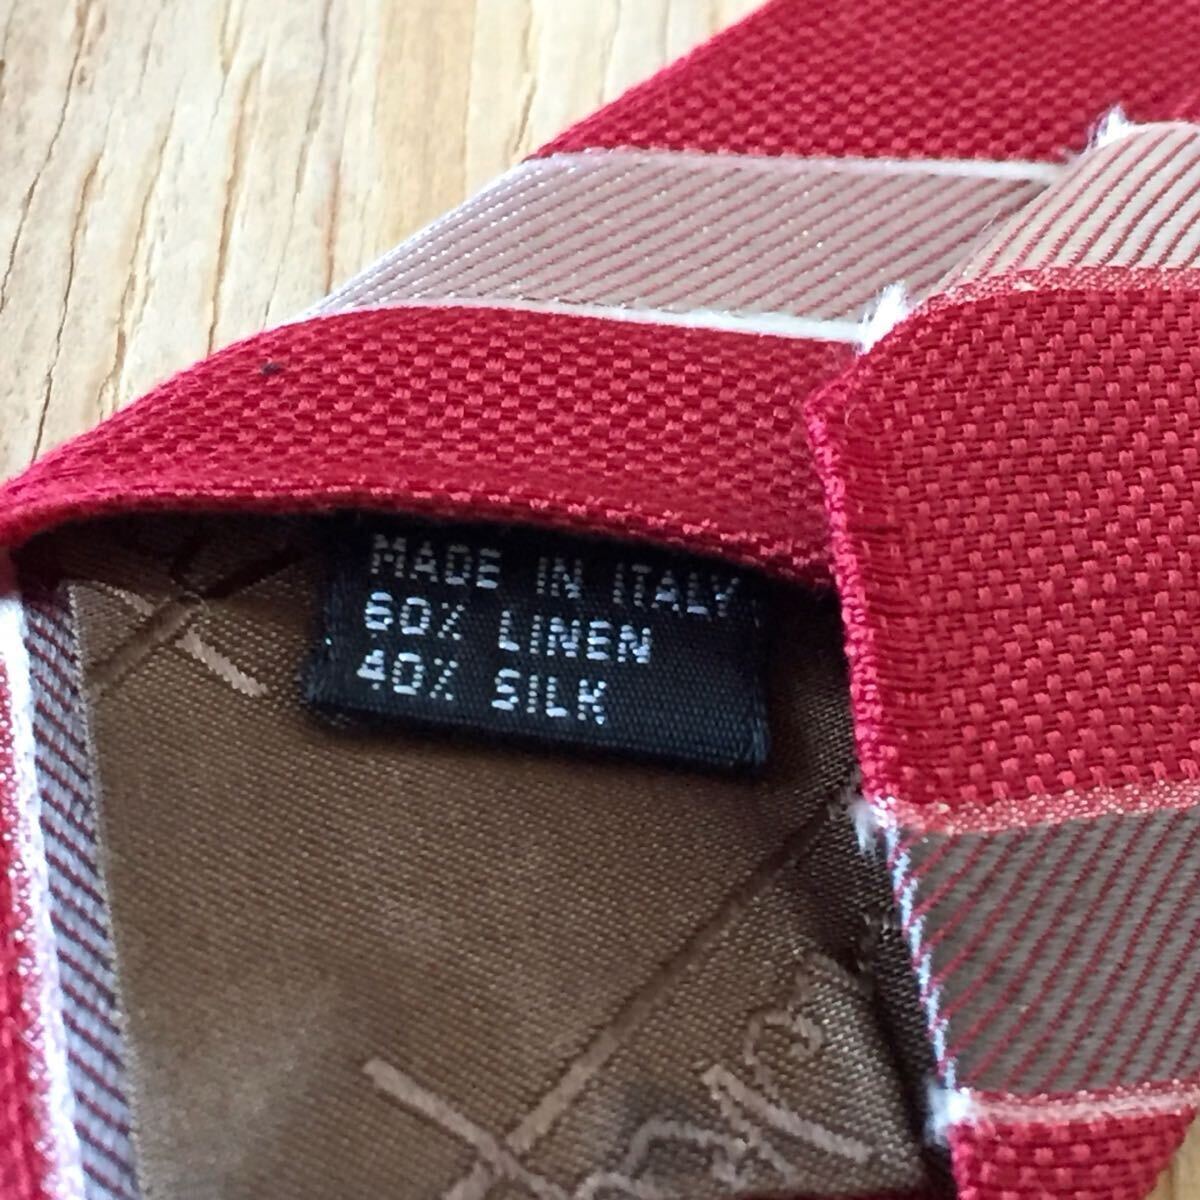 MADE IN ITALY
60% LINEN
40% SILK